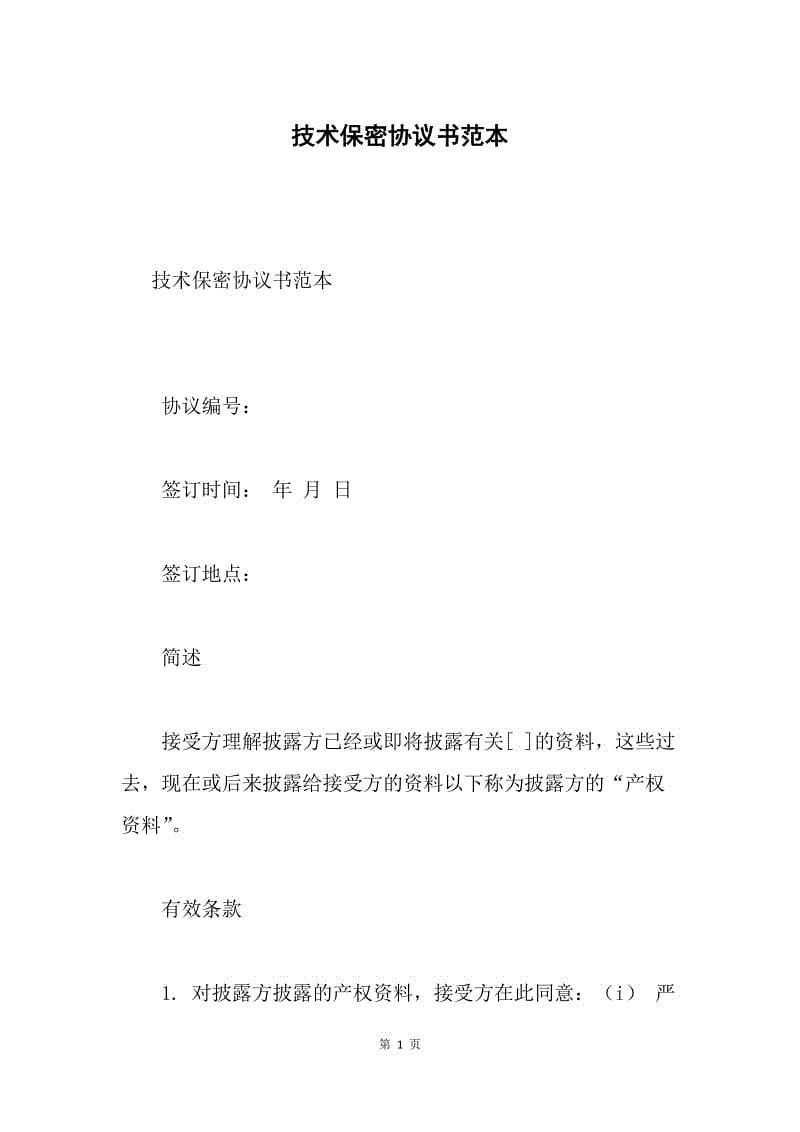 技术保密协议书范本
技术保密协议书范本
协议编号：
签订时间： 年 月 日
签订地点：
简述
接受方理解披露方已经或即将披露有关[ ]的资料，这些过
去，现在或后来披露给接受方的资料以下称为披露方的“产权
资料”。
有效条款
1. 对披露方披露的产权资料，接受方在此同意：（i） 严
第 1 页